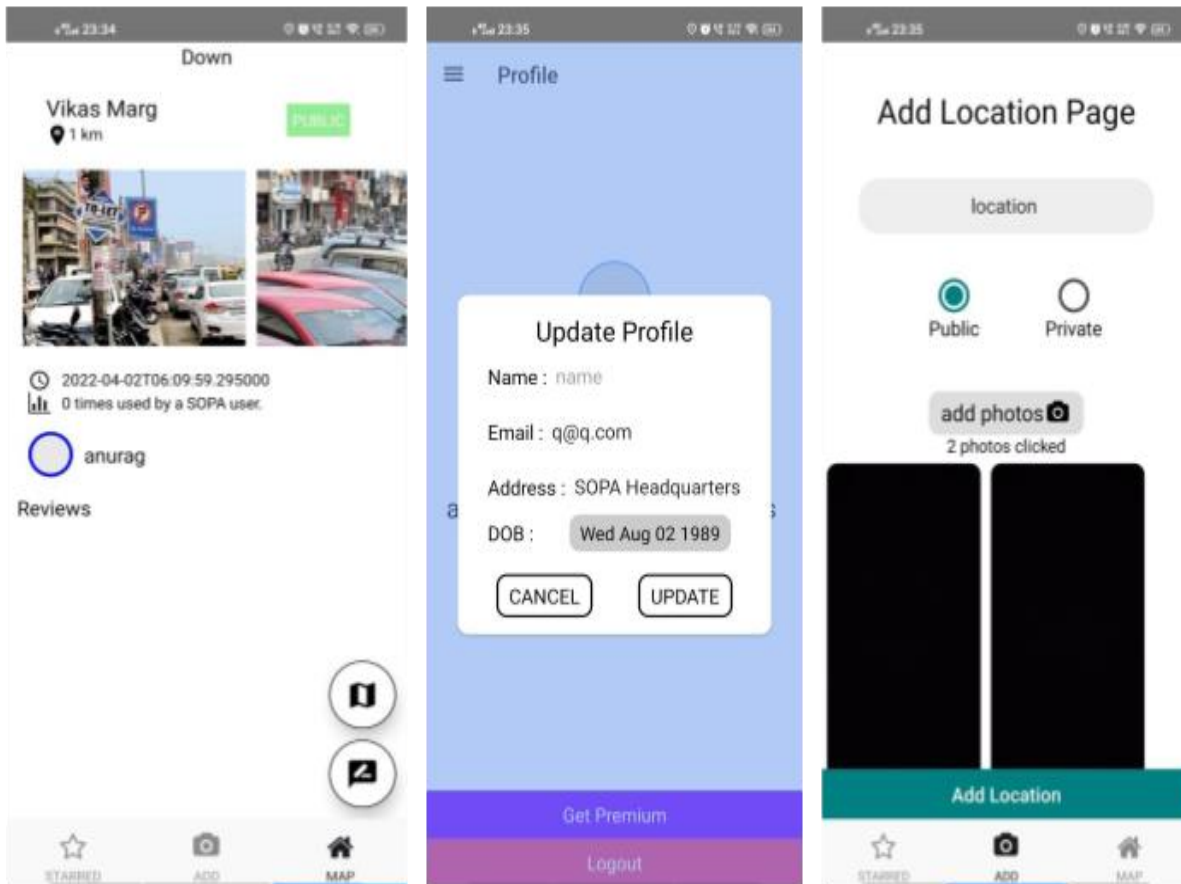 23:34
Down
Vikas Marg
PUBLIC
1 km
TO-LET
2022-04-02T06:09:59.295000
0 times used by a SOPA user.
anurag
Reviews
STARRED
ADD
MAP
23:35
Profile
Update Profile
Name : name
Email : q@q.com
Address : SOPA Headquarters
a
s
DOB : Wed Aug 02 1989
CANCEL
UPDATE
Get Premium
Logout
23:35
Add Location Page
location
Public
Private
add photos
2 photos clicked
Add Location
STARRED
ADD
MAP